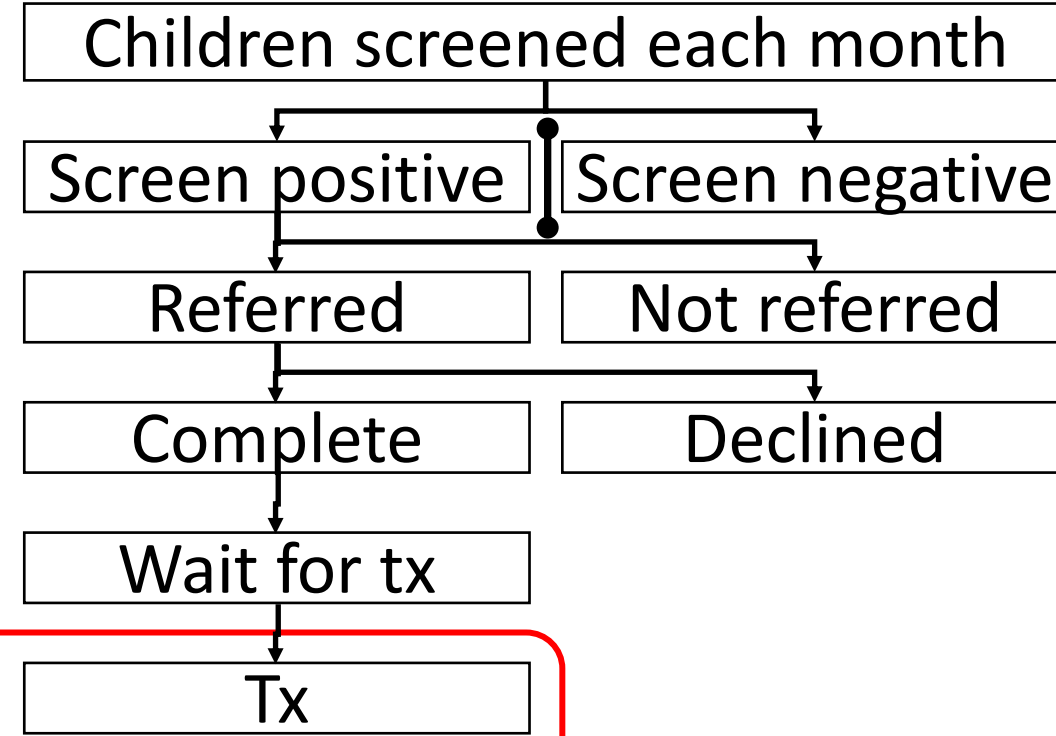 Children screened each month
Screen positive
Screen negative
Referred
Not referred
Complete
Declined
Wait for tx
Tx